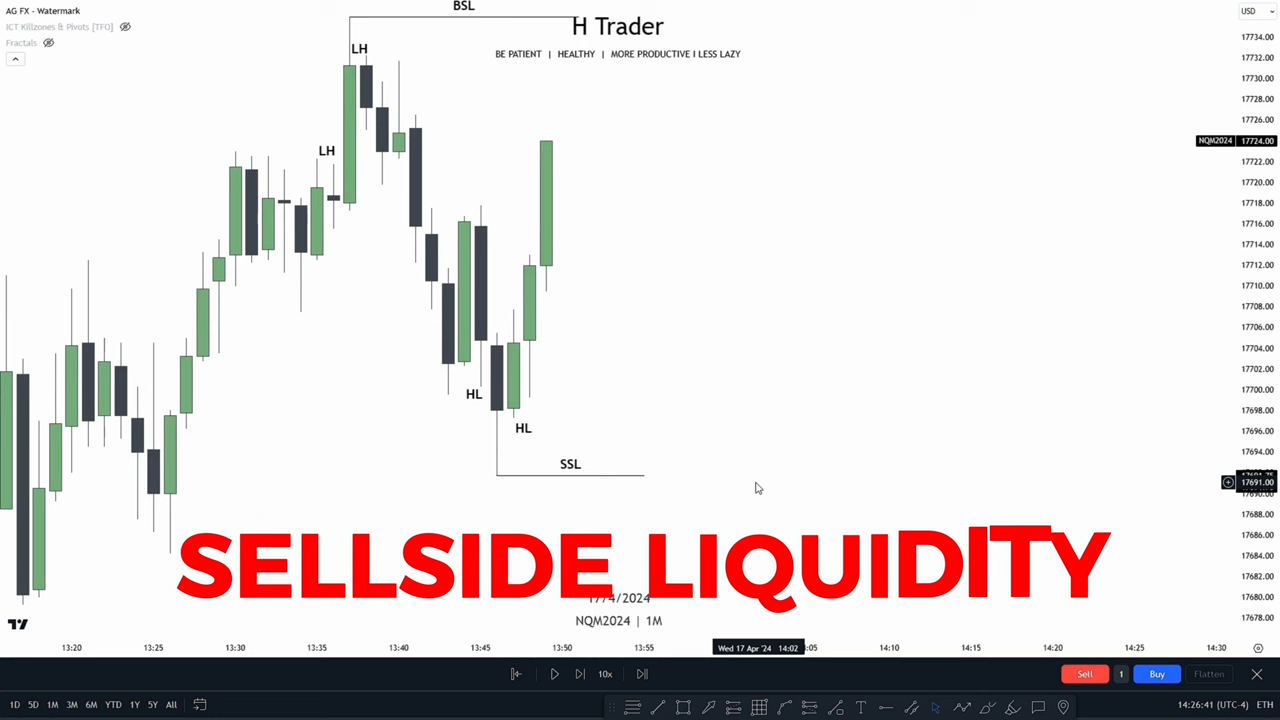 AG FX - Watermark
ICT Killzones & Pivots [TFO]
Fractals
BSL
H Trader
BE PATIENT | HEALTHY | MORE PRODUCTIVE I LESS LAZY
USD
LH
LH
HL
HL
SSL
17734.00
17732.00
17730.00
17728.00
17726.00
NQM2024 17724.00
17722.00
17720.00
17718.00
17716.00
17714.00
17712.00
17710.00
17708.00
17706.00
17704.00
17702.00
17700.00
17698.00
17696.00
17694.00
17691.00
17688.00
17686.00
17684.00
17682.00
17680.00
17678.00
SELLSIDE LIQUIDITY
17/4/2024
NQM2024 | 1M
13:20 13:25 13:30 13:35 13:40 13:45 13:50 13:55 Wed 17 Apr '24 14:02 :05 14:10 14:15 14:20 14:25 14:30
10x
Sell 1 Buy Flatten
1D 5D 1M 3M 6M YTD 1Y 5Y All
14:26:41 (UTC-4) ETH